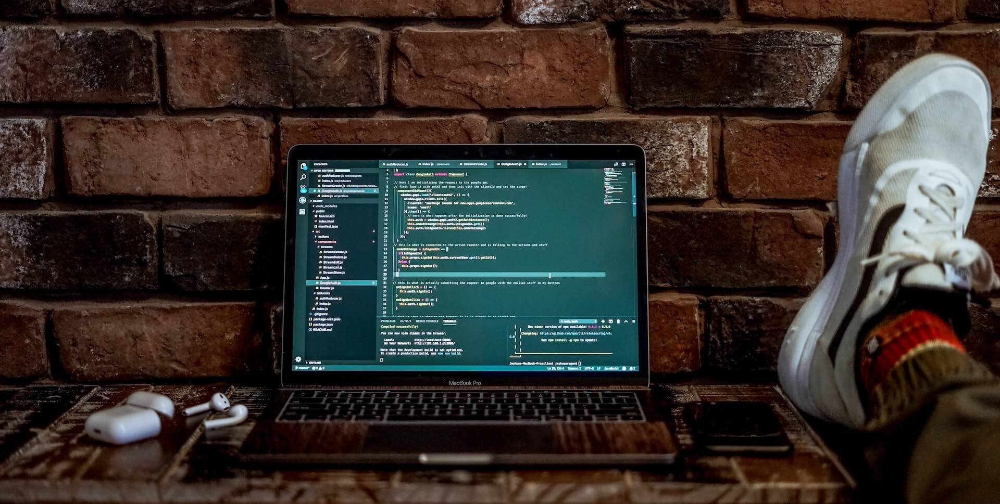 EXPLORER
OPEN EDITORS
authReducer.js src/reducers
index.js src/reducers
StreamCreate.js src/components/strea...
GoogleAuth.js src/components 2
index.js src/actions
CLIENT
node_modules
public
favicon.ico
index.html
manifest.json
src
actions
components
streams
StreamCreate.js
StreamDelete.js
StreamEdit.js
StreamList.js
StreamShow.js
App.js
GoogleAuth.js 2
Header.js
reducers
authReducer.js
index.js
index.js
.gitignore
package-lock.json
package.json
README.md
OUTLINE
authReducer.js index.js .../reducers StreamCreate.js GoogleAuth.js index.js .../actions
4
5 export class GoogleAuth extends Component {
6
7 // Here I am initializing the request to the google api
8 // first load it with auth2 and then init with the clientId and set the scope!
9 componentDidMount(){
10 window.gapi.load('client:auth2', () => {
11 window.gapi.client.init({
12 clientId: 'Socthign random for now.apps.googleusercontent.com',
13 scope: 'email'
14 }).then(() => {
15 // here is what happnes after the initialization is done succesffully!
16 this.auth = window.gapi.auth2.getAuthInstance();
17 this.onAuthChange(this.auth.isSignedIn.get())
18 this.auth.isSignedIn.listen(this.onAuthChange)
19 });
20 });
21 }
22 // this is what is connected to the action creator and is talking to the actions and stuff
23 onAuthChange = isSignedIn => {
24 if(isSignedIn) {
25 this.props.signIn(this.auth.currentUser.get().getId());
26 }else {
27 this.props.signOut();
28 }
29 }
30
31 // this is what is actually submitting the request to google with the onClick stuff in my buttons
32 onSignInClick = () => {
33 this.auth.signIn();
34 }
35 onSignOutClick = () => {
36 this.auth.signOut();
37 }
38
PROBLEMS OUTPUT DEBUG CONSOLE TERMINAL
Compiled successfully!
You can now view client in the browser.
Local: http://localhost:3000/
On Your Network: http://192.168.1.2:3000/
Note that the development build is not optimized.
To create a production build, use npm run build.
New minor version of npm available! 6.4.1 → 6.5.0
Changelog: https://github.com/npm/cli/releases/tag/v6.
5.0
Run npm install -g npm to update!
Joshuas-MacBook-Pro:client joshuaaragon$
master* 2 0 Ln 29, Col 4 Spaces: 2 UTF-8 LF JavaScript 2
MacBook Pro